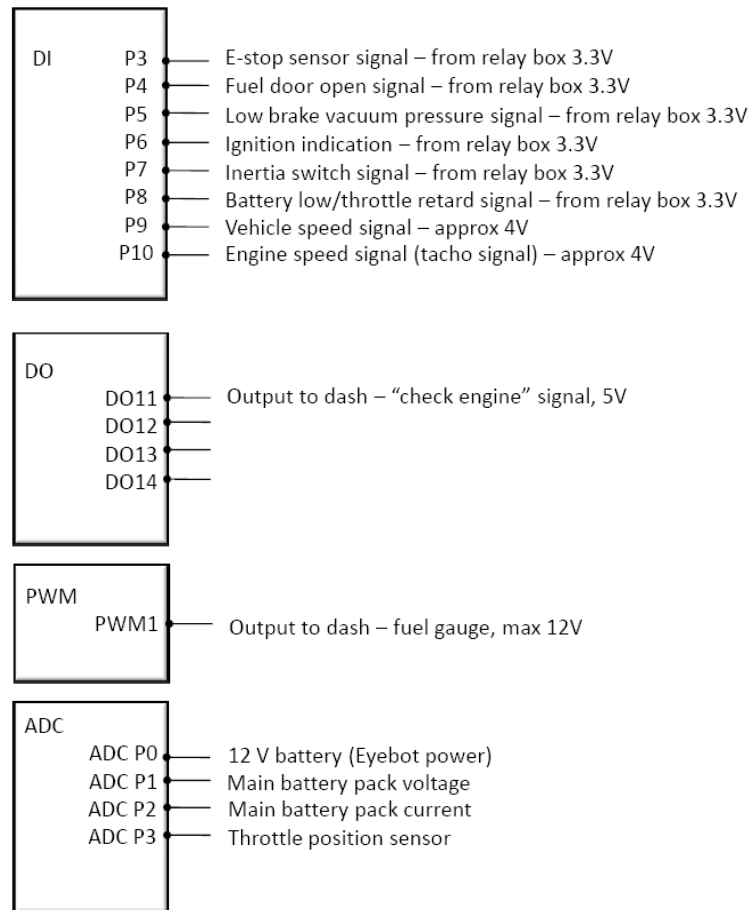 DI P3 E-stop sensor signal – from relay box 3.3V
P4 Fuel door open signal – from relay box 3.3V
P5 Low brake vacuum pressure signal – from relay box 3.3V
P6 Ignition indication – from relay box 3.3V
P7 Inertia switch signal – from relay box 3.3V
P8 Battery low/throttle retard signal – from relay box 3.3V
P9 Vehicle speed signal – approx 4V
P10 Engine speed signal (tacho signal) – approx 4V
DO
DO11 Output to dash – “check engine” signal, 5V
DO12
DO13
DO14
PWM
PWM1 Output to dash – fuel gauge, max 12V
ADC
ADC P0 12 V battery (Eyebot power)
ADC P1 Main battery pack voltage
ADC P2 Main battery pack current
ADC P3 Throttle position sensor